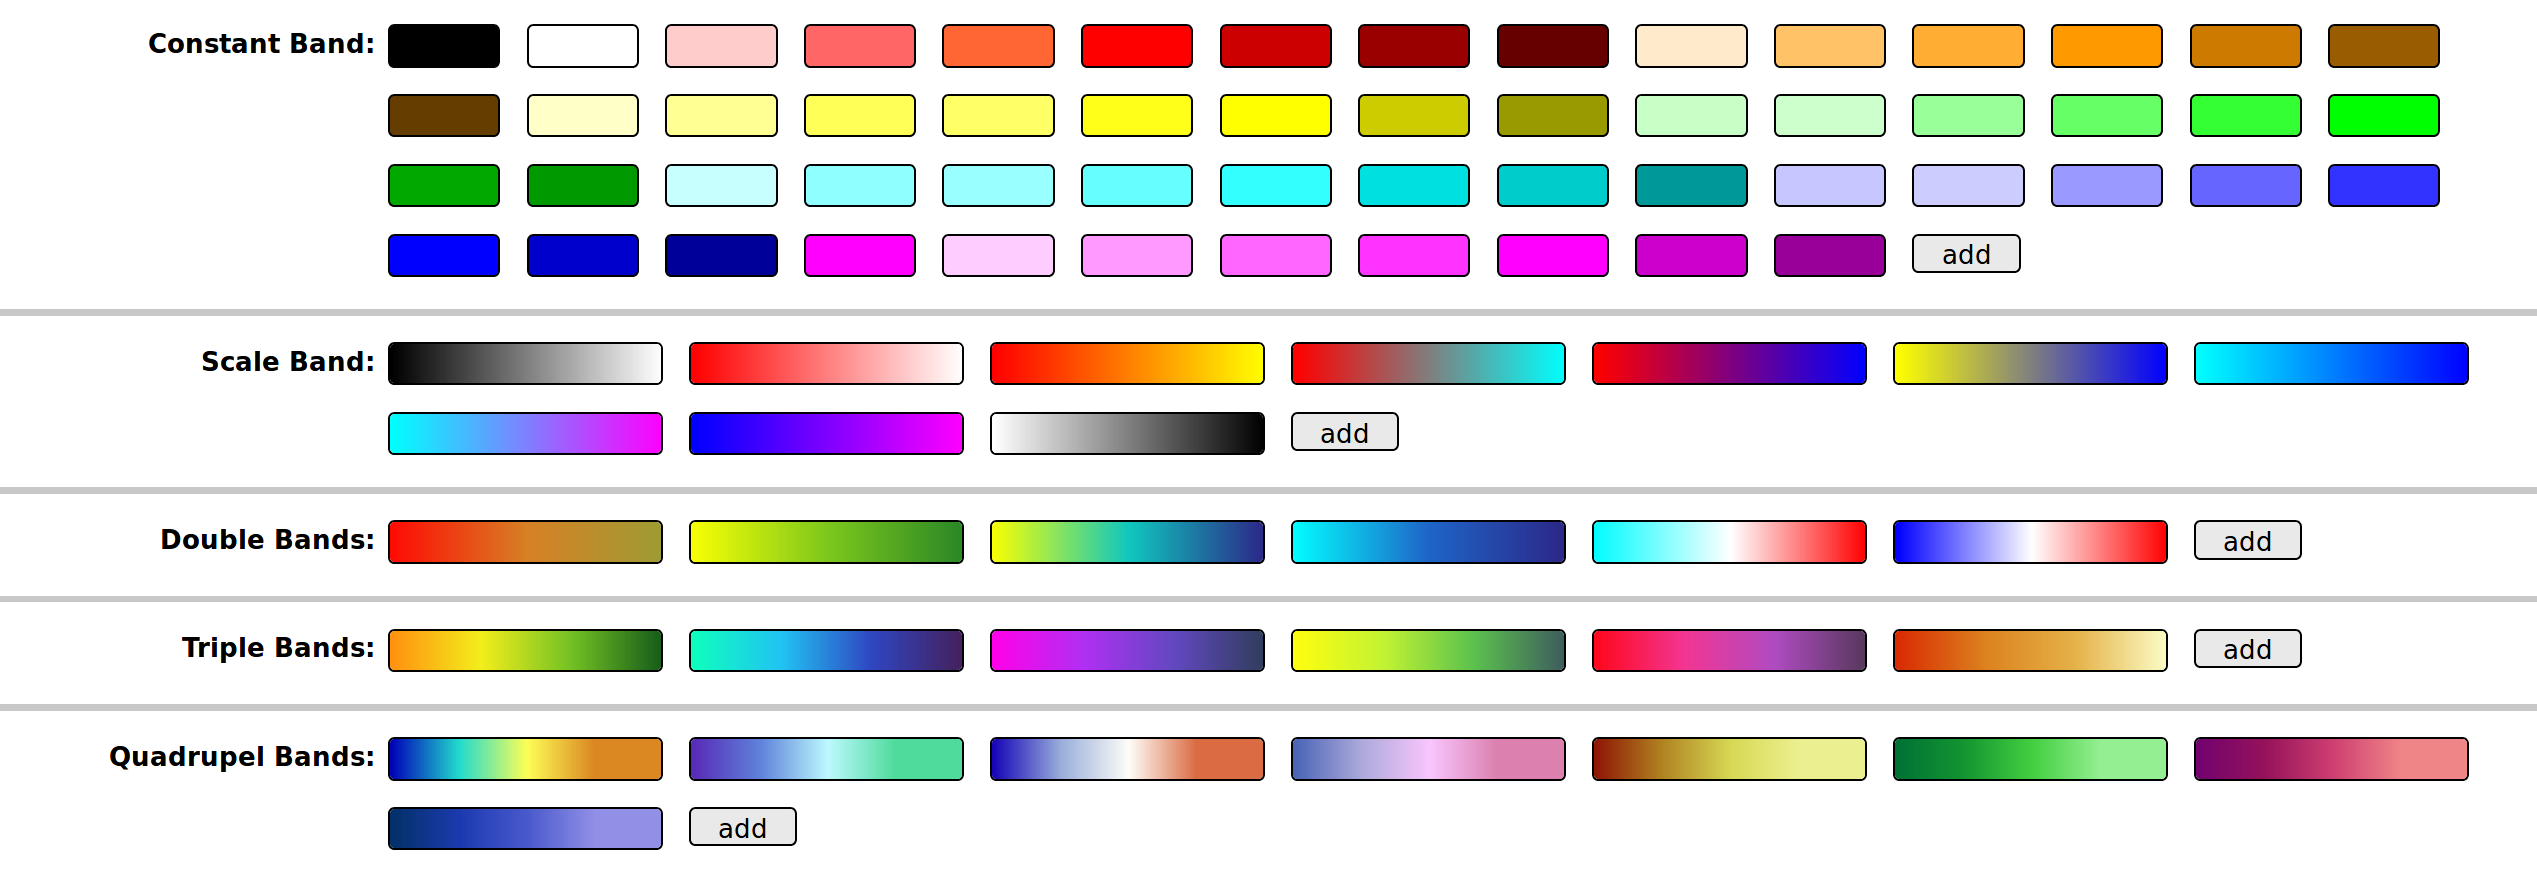 Constant Band:
add
Scale Band:
add
Double Bands:
add
Triple Bands:
add
Quadrupel Bands:
add